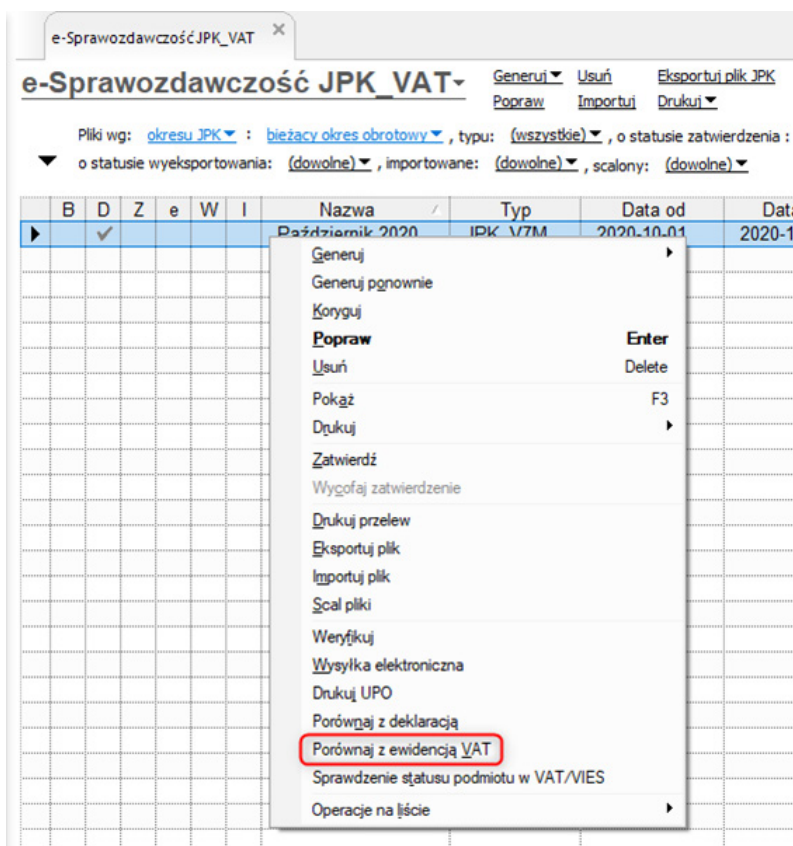 e-Sprawozdawczość JPK_VAT
e-Sprawozdawczość JPK_VAT Generuj Usuń Eksportuj plik JPK
Popraw Importuj Drukuj
Pliki wg: okresu JPK : bieżący okres obrotowy , typu: (wszystkie) , o statusie zatwierdzenia :
o statusie wyeksportowania: (dowolne) , importowane: (dowolne) , scalony: (dowolne)
B D Z e W I Nazwa Typ Data od
Październik 2020 JPK_V7M 2020-10-01 2020-1
Generuj
Generuj ponownie
Koryguj
Popraw Enter
Usuń Delete
Pokaż F3
Drukuj
Zatwierdź
Wycofaj zatwierdzenie
Drukuj przelew
Eksportuj plik
Importuj plik
Scal pliki
Weryfikuj
Wysyłka elektroniczna
Drukuj UPO
Porównaj z deklaracją
Porównaj z ewidencją VAT
Sprawdzenie statusu podmiotu w VAT/VIES
Operacje na liście